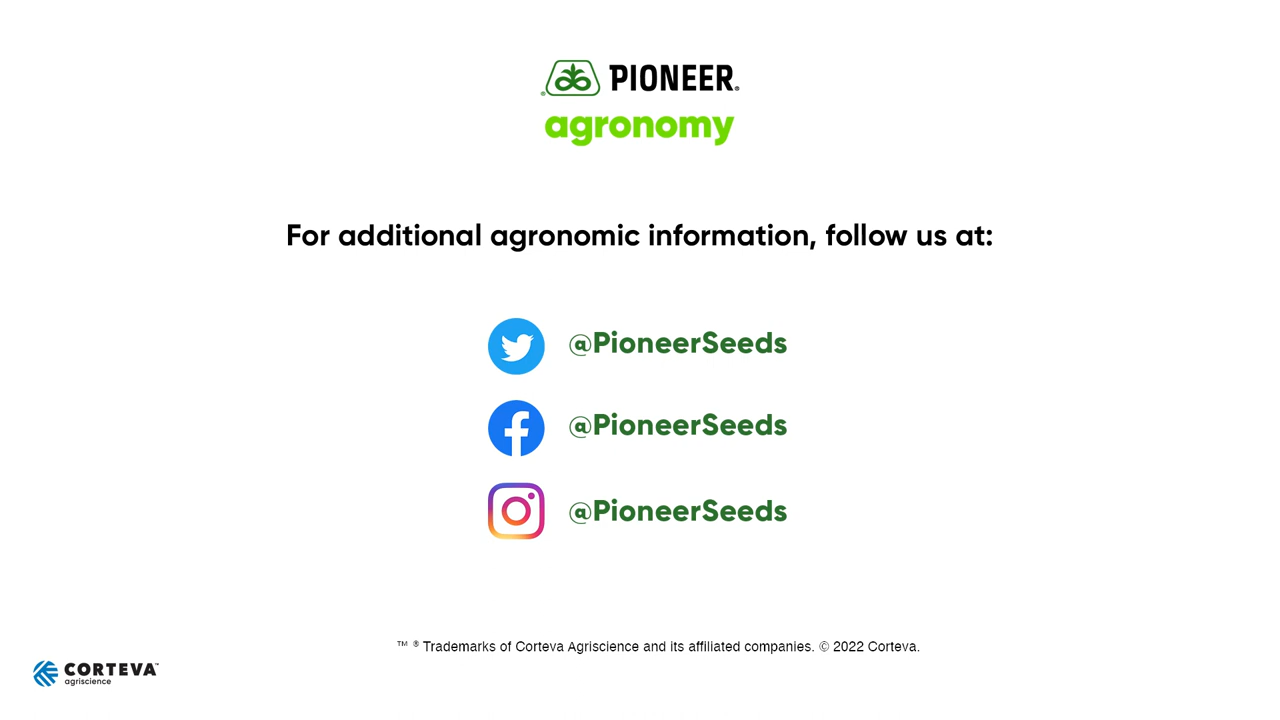 PIONEER®
agronomy
For additional agronomic information, follow us at:
@PioneerSeeds
@PioneerSeeds
@PioneerSeeds
™ ® Trademarks of Corteva Agriscience and its affiliated companies. © 2022 Corteva.
CORTEVA™
agriscience